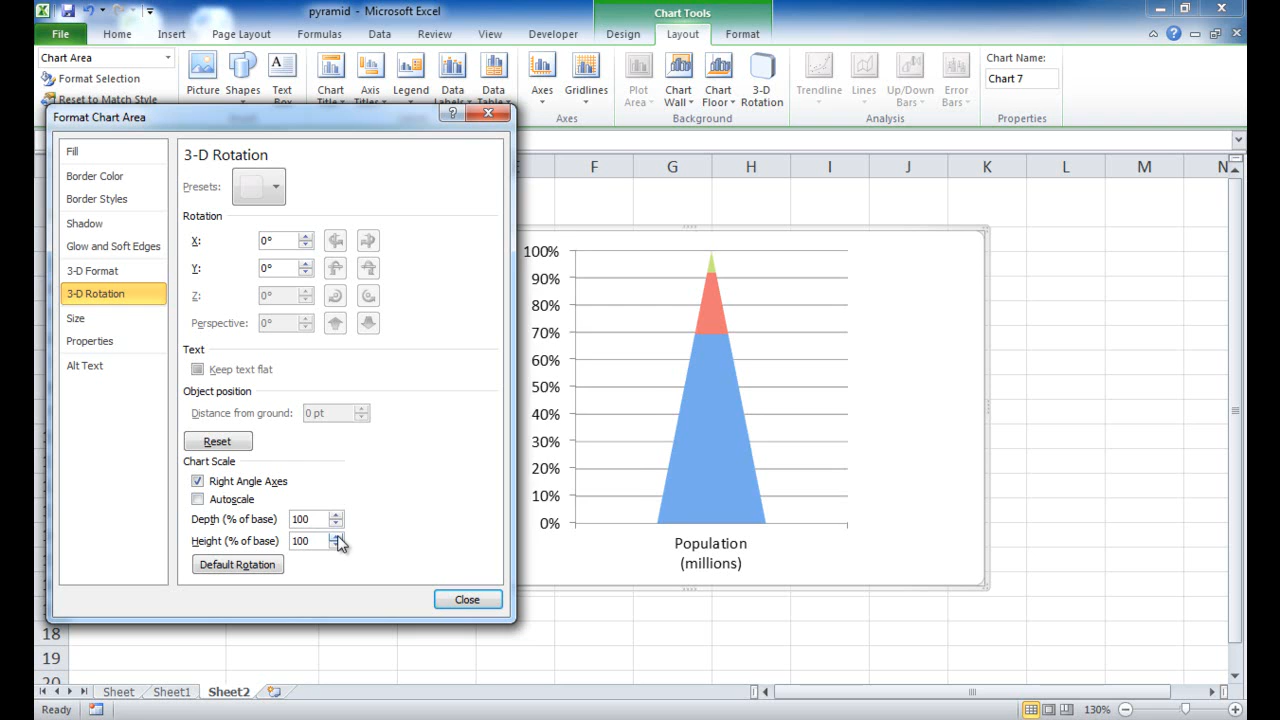 pyramid - Microsoft Excel
Chart Tools
File Home Insert Page Layout Formulas Data Review View Developer Design Layout Format
Chart Area
Format Selection
Reset to Match Style
Picture Shapes Text Box
Chart Title Axis Titles Legend Data Labels Data Table
Axes Gridlines
Plot Area Chart Wall Chart Floor 3-D Rotation
Trendline Lines Up/Down Bars Error Bars
Chart Name:
Chart 7
Axes Background Analysis Properties
Format Chart Area
Fill
Border Color
Border Styles
Shadow
Glow and Soft Edges
3-D Format
3-D Rotation
Size
Properties
Alt Text
3-D Rotation
Presets:
Rotation
X: 0°
Y: 0°
Z: 0°
Perspective: 0°
Text
Keep text flat
Object position
Distance from ground: 0 pt
Reset
Chart Scale
Right Angle Axes
Autoscale
Depth (% of base) 100
Height (% of base) 100
Default Rotation
Close
F G H I J K L M N
100%
90%
80%
70%
60%
50%
40%
30%
20%
10%
0%
Population
(millions)
18
19
20
Sheet Sheet1 Sheet2
Ready 130%